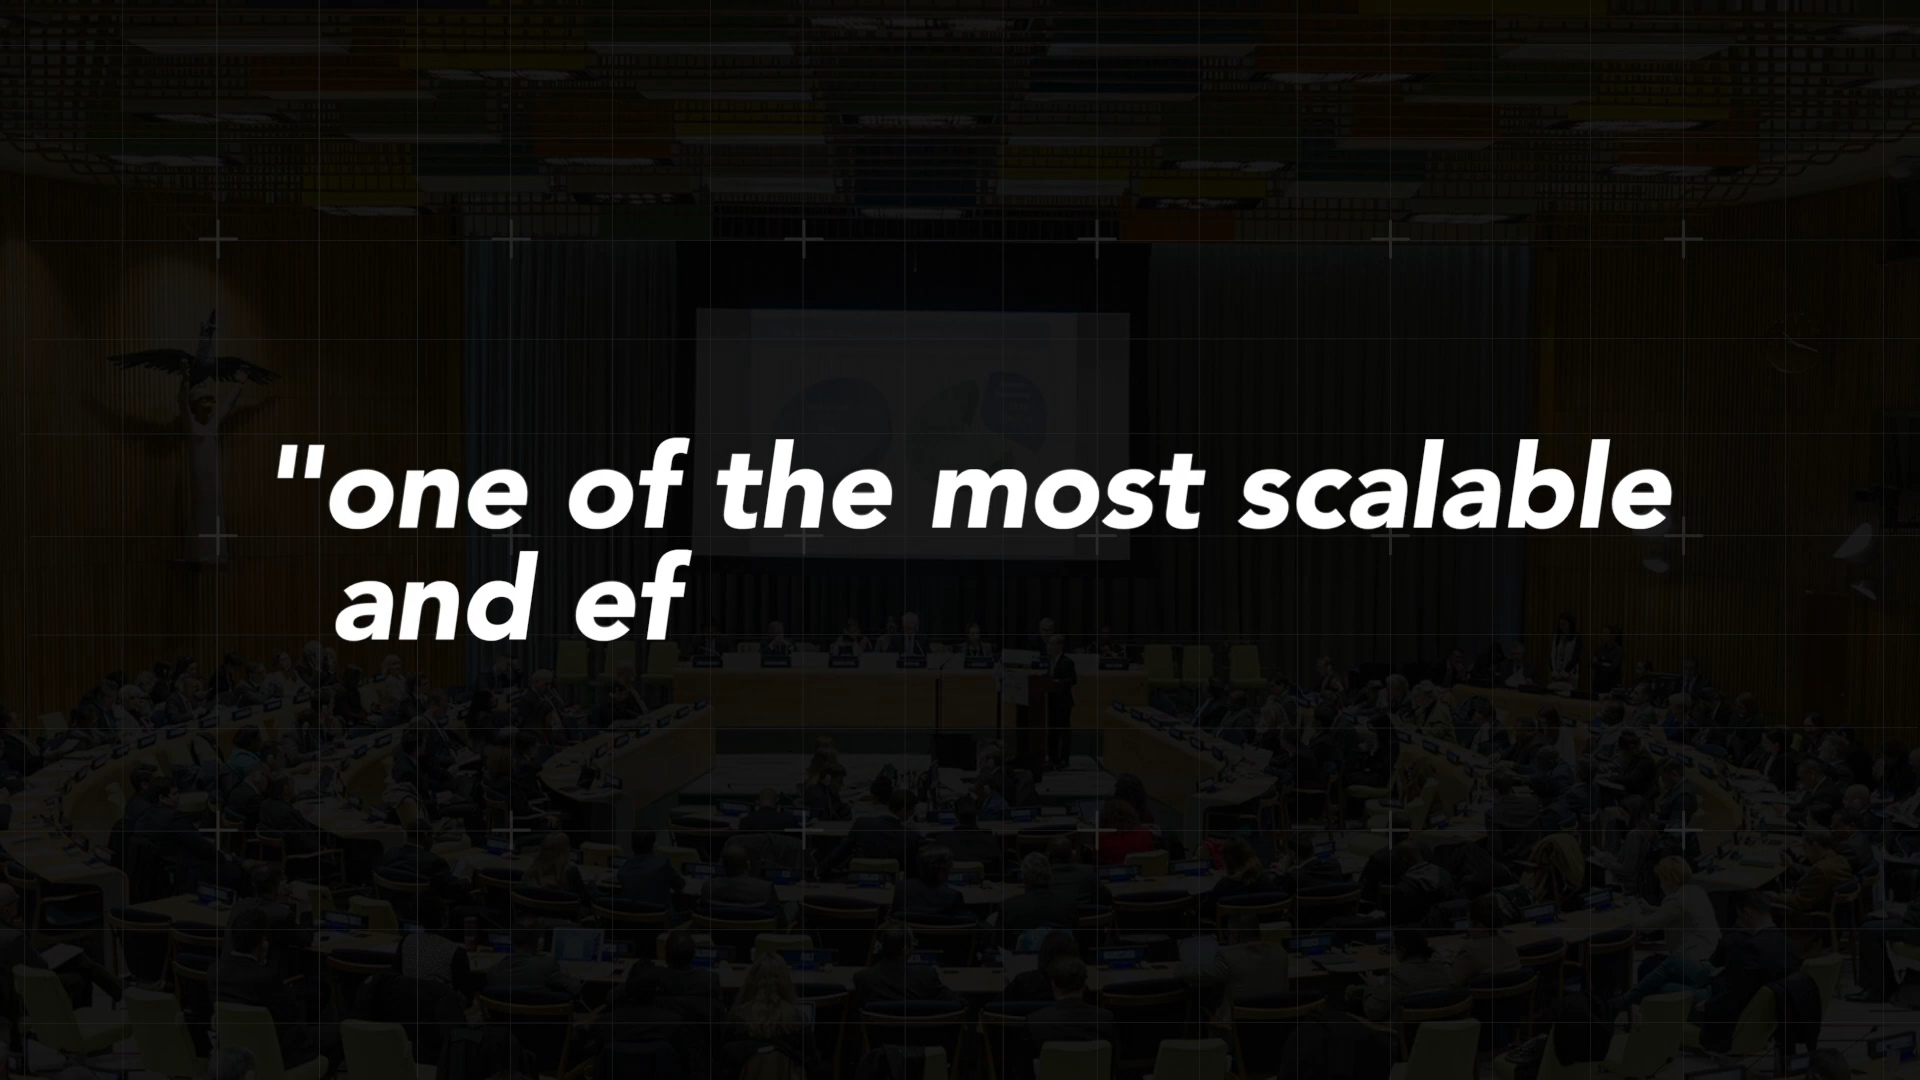 "one of the most scalable
and ef